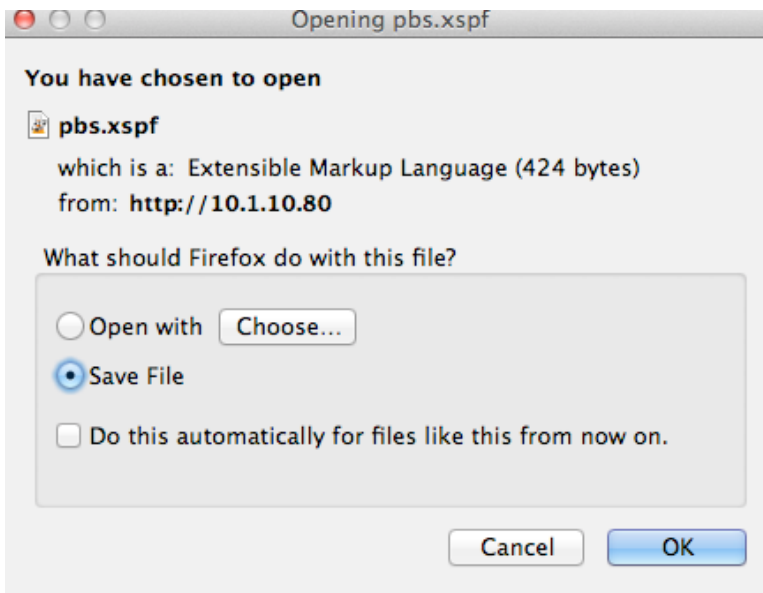 Opening pbs.xspf
You have chosen to open
pbs.xspf
which is a: Extensible Markup Language (424 bytes)
from: http://10.1.10.80
What should Firefox do with this file?
Open with Choose...
Save File
Do this automatically for files like this from now on.
Cancel OK